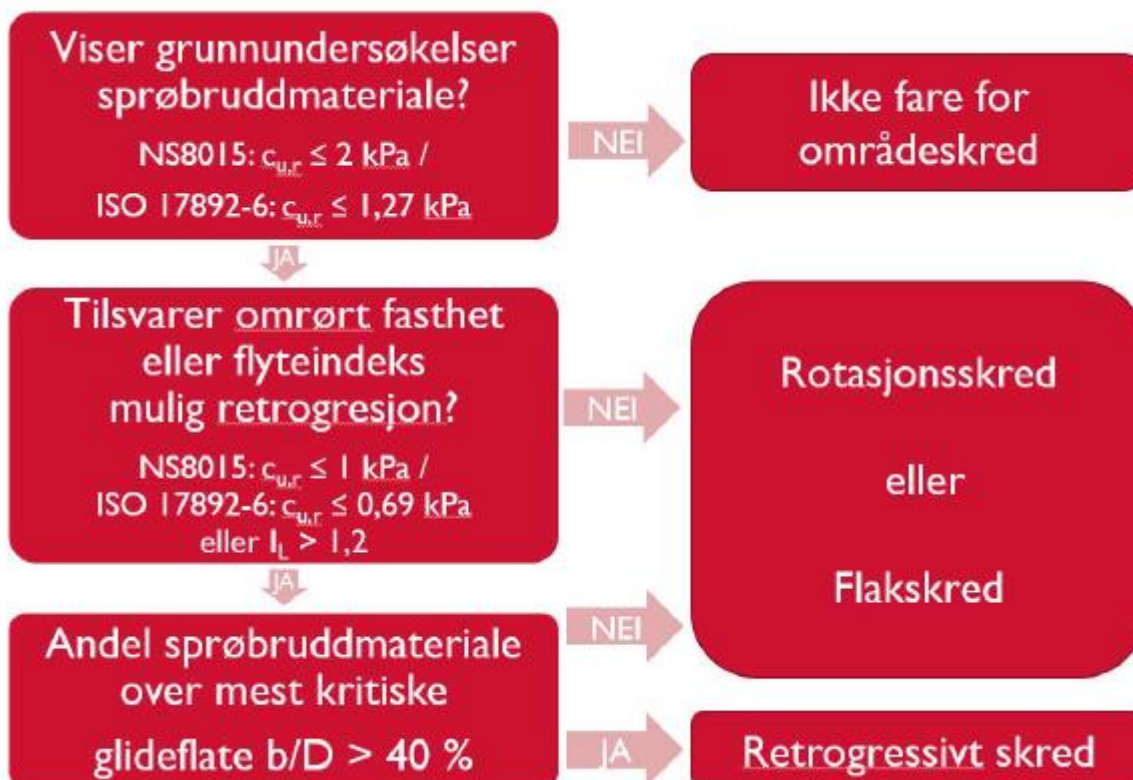 Viser grunnundersøkelser
sprøbruddmateriale?
NS8015: cu,r ≤ 2 kPa /
ISO 17892-6: cu,r ≤ 1,27 kPa
NEI
Ikke fare for
områdeskred
JA
Tilsvarer omrørt fasthet
eller flyteindeks
mulig retrogresjon?
NS8015: cu,r ≤ 1 kPa /
ISO 17892-6: cu,r ≤ 0,69 kPa
eller IL > 1,2
NEI
Rotasjonsskred
eller
Flakskred
JA
Andel sprøbruddmateriale
over mest kritiske
glideflate b/D > 40 %
NEI
JA
Retrogressivt skred